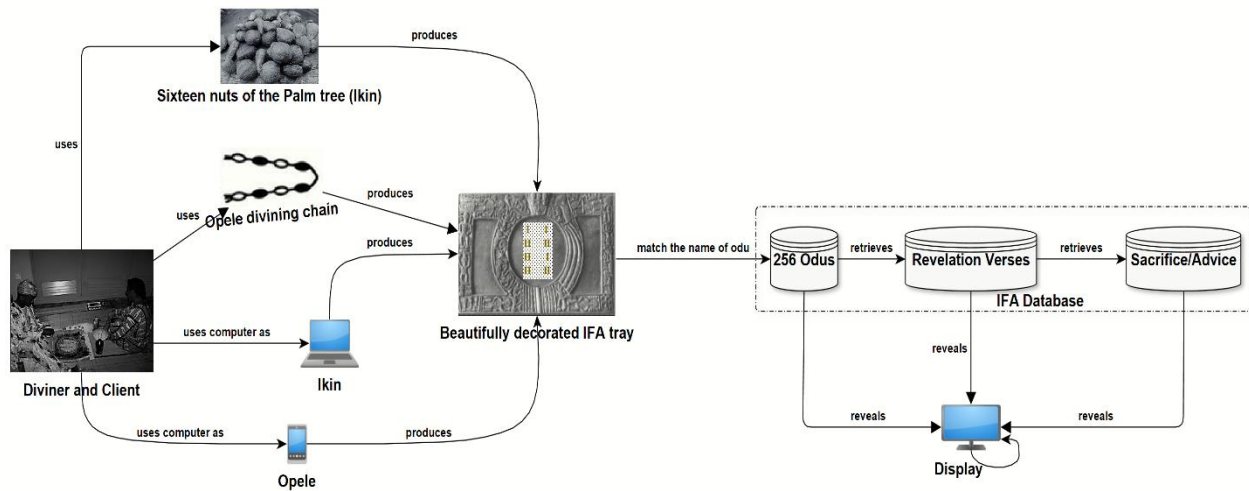 produces
Sixteen nuts of the Palm tree (Ikin)
uses
produces
uses
Opele divining chain
produces
match the name of odu
256 Odus
retrieves
Revelation Verses
retrieves
Sacrifice/Advice
IFA Database
uses computer as
Beautifully decorated IFA tray
reveals
Diviner and Client
Ikin
reveals
reveals
uses computer as
produces
Display
Opele